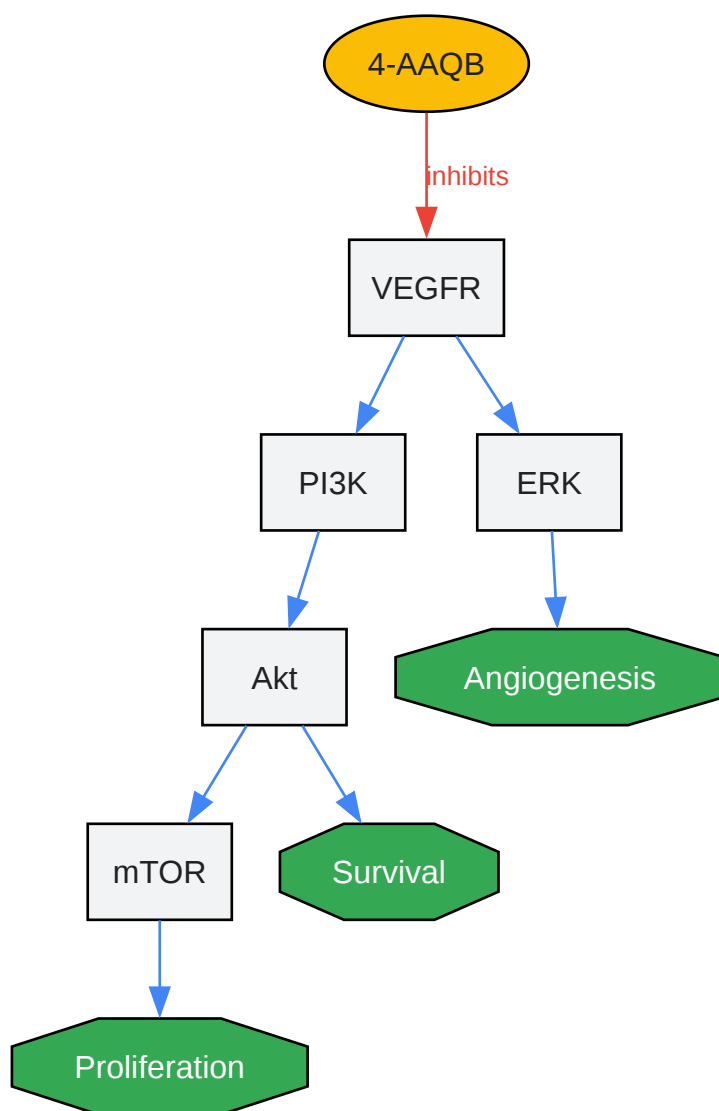 4-AAQB
inhibits
VEGFR
PI3K
ERK
Akt
Angiogenesis
mTOR
Survival
Proliferation